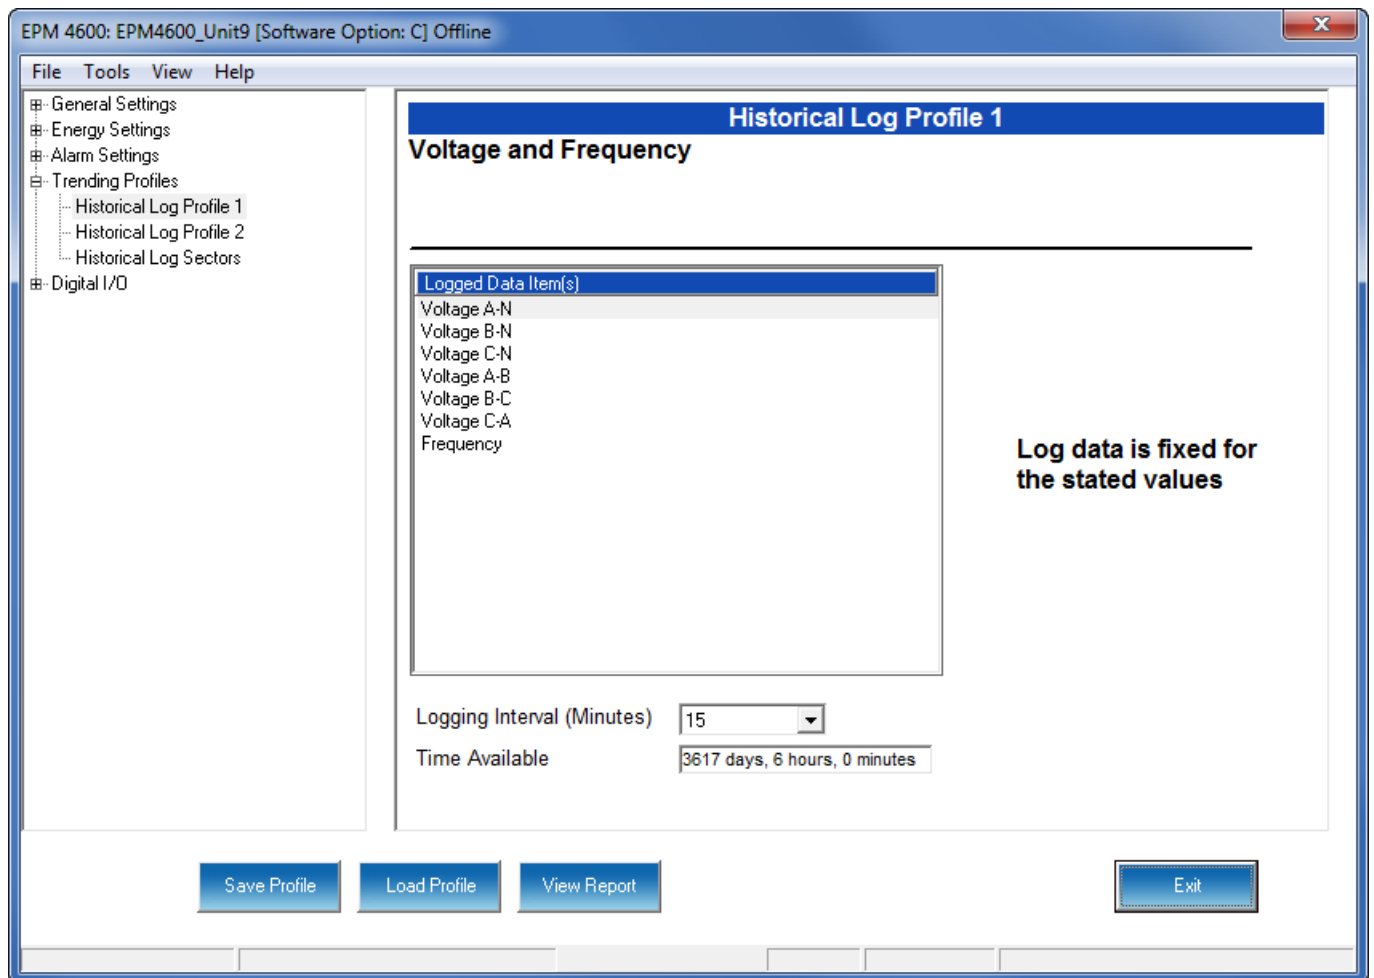 EPM 4600: EPM4600_Unit9 [Software Option: C] Offline
File Tools View Help
General Settings
Energy Settings
Alarm Settings
Trending Profiles
Historical Log Profile 1
Historical Log Profile 2
Historical Log Sectors
Digital I/O
Historical Log Profile 1
Voltage and Frequency
Logged Data Item(s)
Voltage A-N
Voltage B-N
Voltage C-N
Voltage A-B
Voltage B-C
Voltage C-A
Frequency
Log data is fixed for
the stated values
Logging Interval (Minutes) 15
Time Available 3617 days, 6 hours, 0 minutes
Save Profile Load Profile View Report Exit